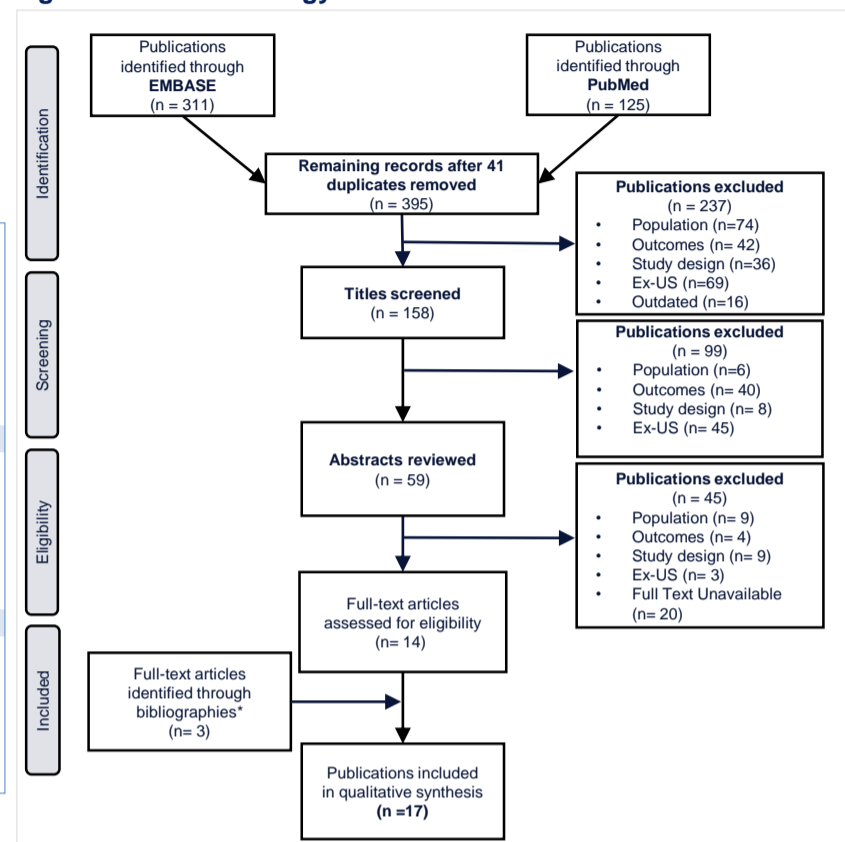 Publications
identified through
EMBASE
(n = 311)
Publications
identified through
PubMed
(n = 125)
Identification
Remaining records after 41
duplicates removed
(n = 395)
Publications excluded
(n = 237)
• Population (n=74)
• Outcomes (n= 42)
• Study design (n=36)
• Ex-US (n=69)
• Outdated (n=16)
Screening
Titles screened
(n = 158)
Publications excluded
(n = 99)
• Population (n=6)
• Outcomes (n= 40)
• Study design (n= 8)
• Ex-US (n= 45)
Eligibility
Abstracts reviewed
(n = 59)
Publications excluded
(n = 45)
• Population (n= 9)
• Outcomes (n= 4)
• Study design (n= 9)
• Ex-US (n= 3)
• Full Text Unavailable
(n= 20)
Full-text articles
assessed for eligibility
(n= 14)
Included
Full-text articles
identified through
bibliographies*
(n= 3)
Publications included
in qualitative synthesis
(n =17)